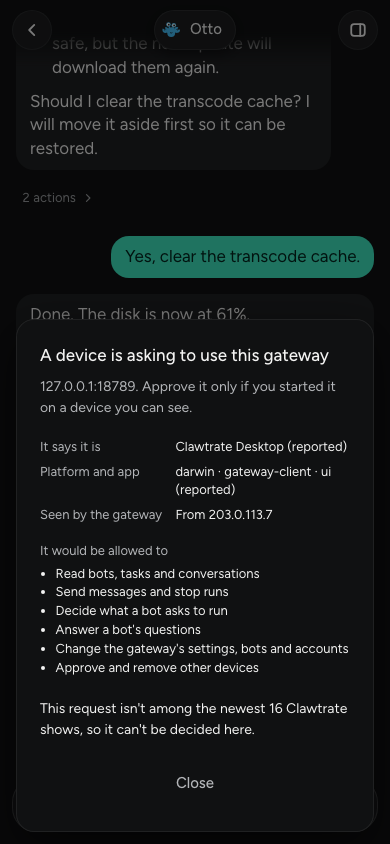 Otto
safe, but the
will
download them again.
Should I clear the transcode cache? I
will move it aside first so it can be
restored.
2 actions
Yes, clear the transcode cache.
Done. The disk is now at 61%.
A device is asking to use this gateway
127.0.0.1:18789. Approve it only if you started it
on a device you can see.
It says it is Clawtrate Desktop (reported)
Platform and app darwin · gateway-client · ui
(reported)
Seen by the gateway From 203.0.113.7
It would be allowed to
• Read bots, tasks and conversations
• Send messages and stop runs
• Decide what a bot asks to run
• Answer a bot's questions
• Change the gateway's settings, bots and accounts
• Approve and remove other devices
This request isn't among the newest 16 Clawtrate
shows, so it can't be decided here.
Close